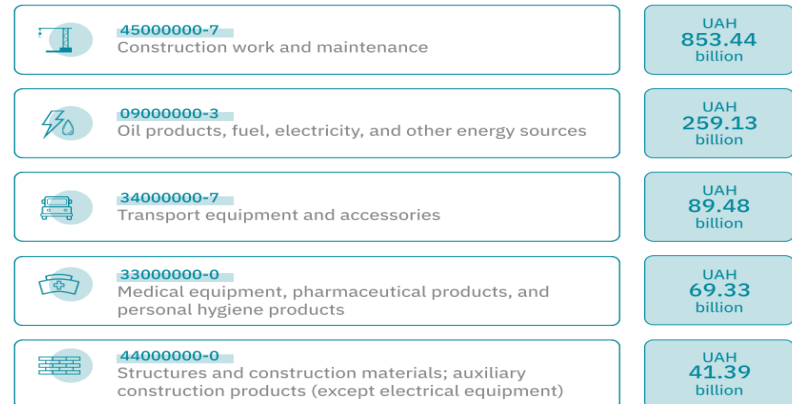 45000000-7
Construction work and maintenance
UAH
853.44
billion
09000000-3
Oil products, fuel, electricity, and other energy sources
UAH
259.13
billion
34000000-7
Transport equipment and accessories
UAH
89.48
billion
33000000-0
Medical equipment, pharmaceutical products, and
personal hygiene products
UAH
69.33
billion
44000000-0
Structures and construction materials; auxiliary
construction products (except electrical equipment)
UAH
41.39
billion